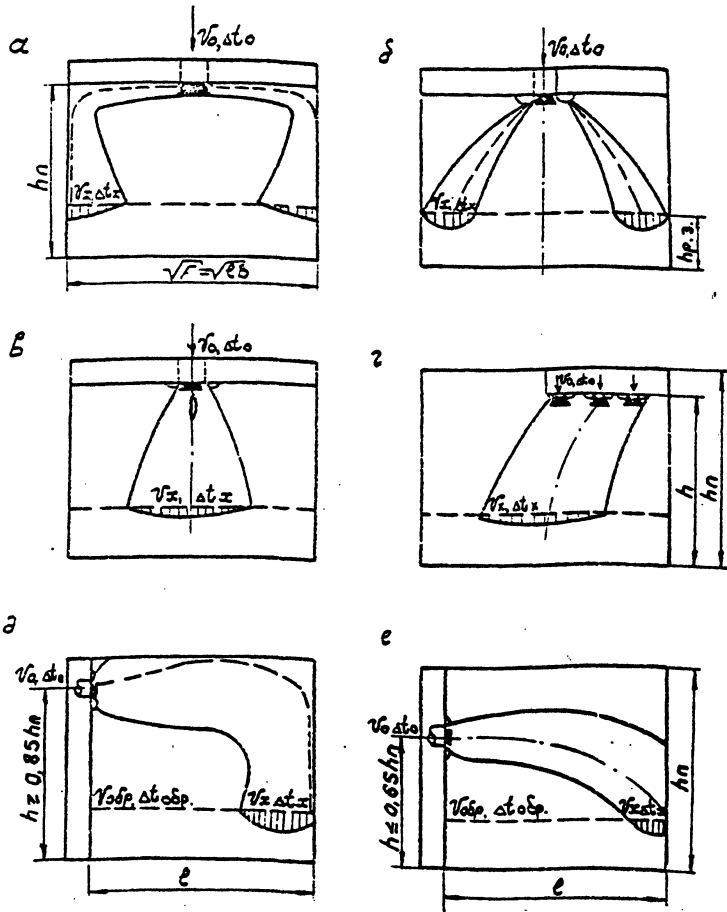 а
V₀, Δt₀
hп
Vx, Δtx
√F = √ℓb
б
V₀, Δt₀
Vx, Δtx
hр.з.
в
V₀, Δt₀
Vx, Δtx
г
V₀, Δt₀
Vx, Δtx
h
hп
д
V₀, Δt₀
h ≥ 0,85hп
Vобр. Δtобр.
Vx Δtx
ℓ
е
V₀ Δt₀
h ≤ 0,65hп
Vобр. Δtобр.
Vx Δtx
hп
ℓ